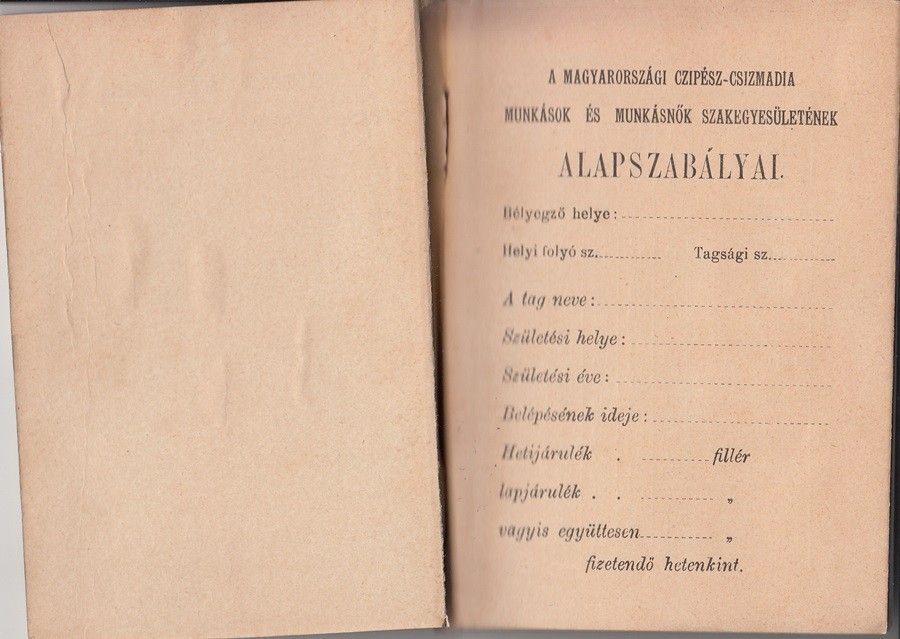 A MAGYARORSZÁGI CZIPÉSZ-CSIZMADIA
MUNKÁSOK ÉS MUNKÁSNŐK SZAKEGYESÜLETÉNEK
ALAPSZABÁLYAI.
Bélyegző helye:
Helyi folyó sz. Tagsági sz.
A tag neve:
Születési helye:
Születési éve:
Belépésének ideje:
Hetijárulék . fillér
lapjárulék . . „
vagyis együttesen „
fizetendő hetenkint.